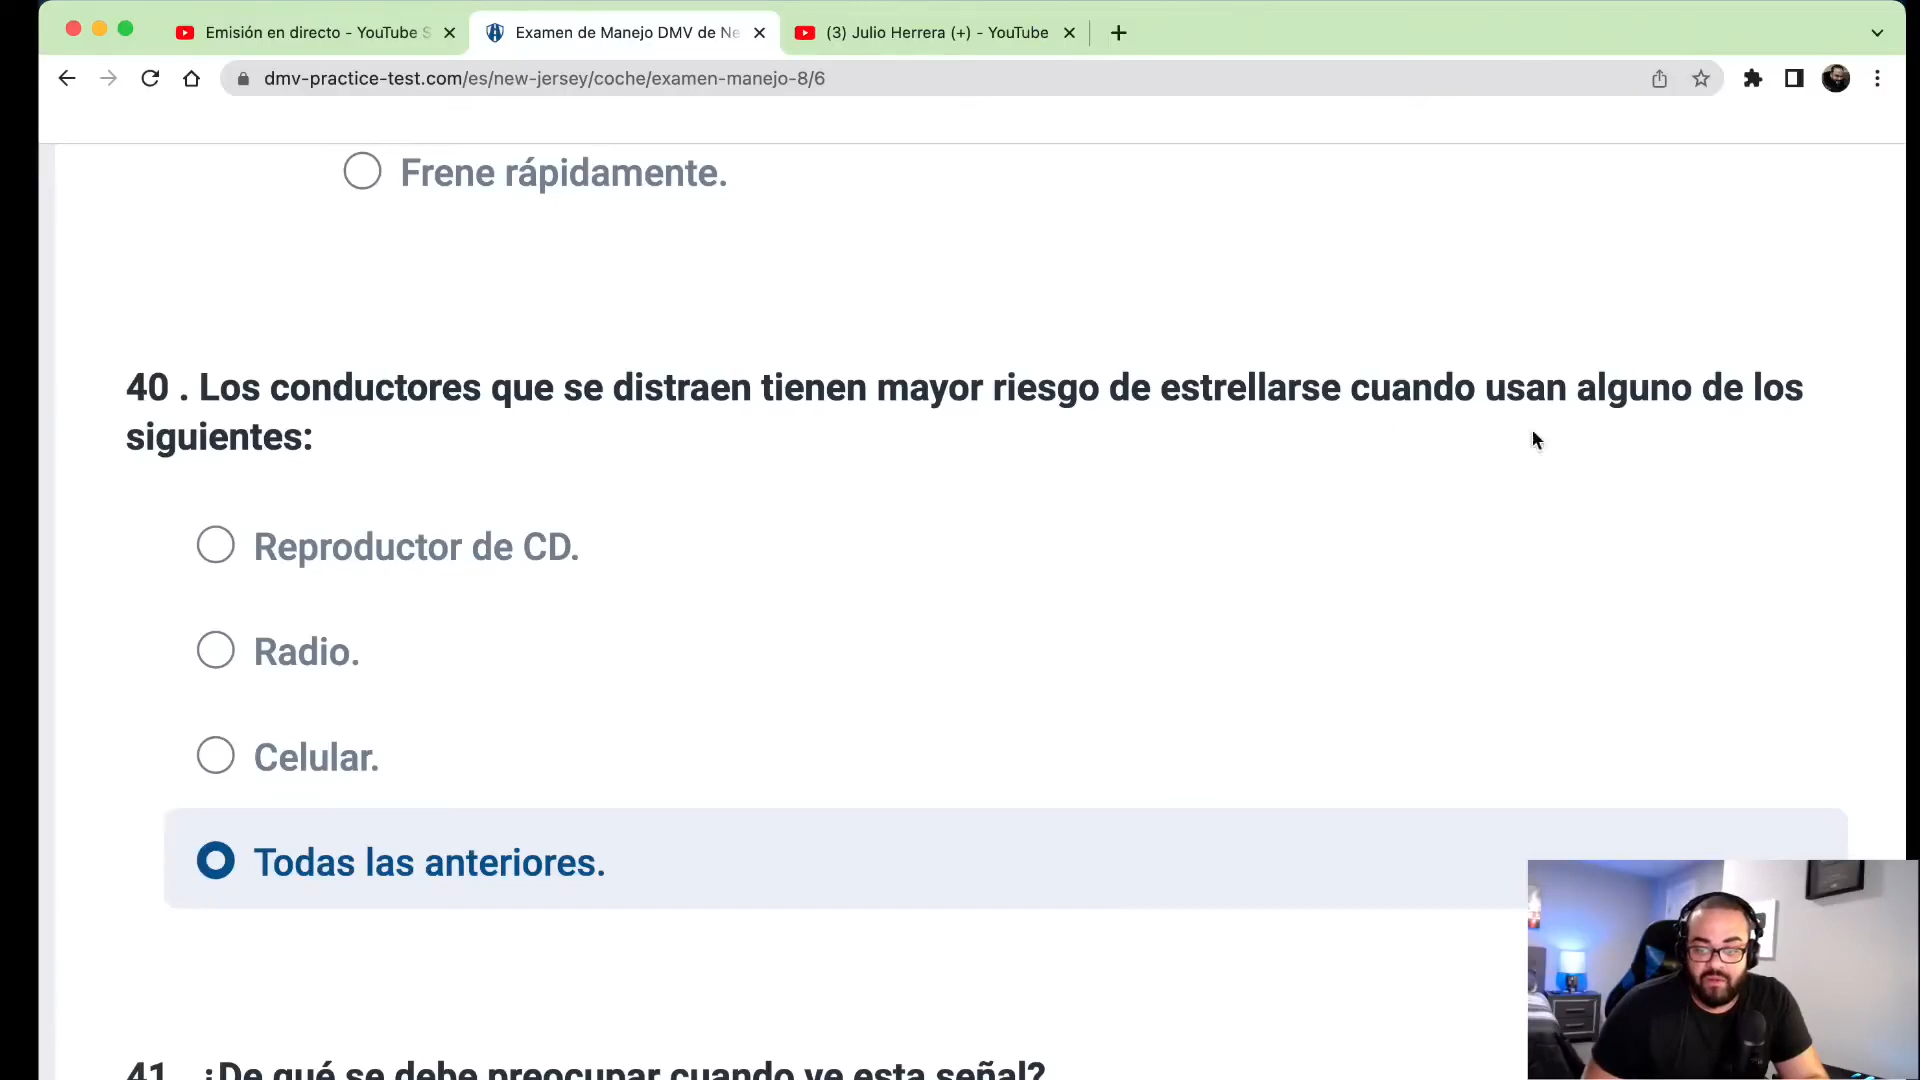 Emisión en directo - YouTube S
Examen de Manejo DMV de Ne
(3) Julio Herrera (+) - YouTube
dmv-practice-test.com/es/new-jersey/coche/examen-manejo-8/6
Frene rápidamente.
40 . Los conductores que se distraen tienen mayor riesgo de estrellarse cuando usan alguno de los
siguientes:
Reproductor de CD.
Radio.
Celular.
Todas las anteriores.
41 . ¿De qué se debe preocupar cuando ve esta señal?